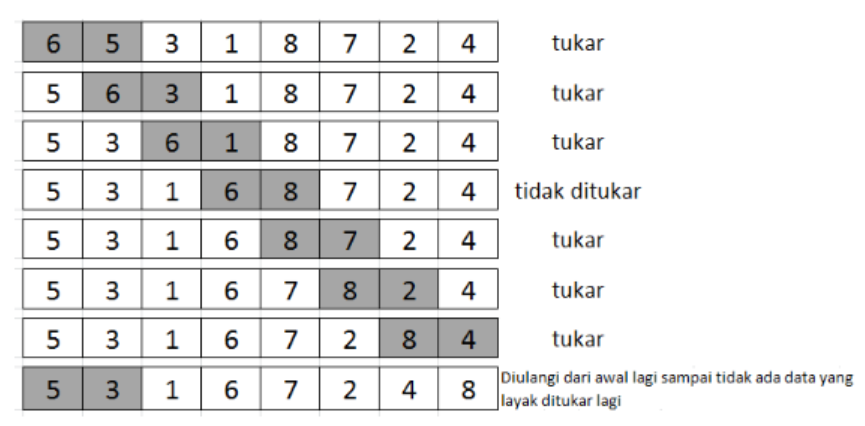 6 5 3 1 8 7 2 4 tukar
5 6 3 1 8 7 2 4 tukar
5 3 6 1 8 7 2 4 tukar
5 3 1 6 8 7 2 4 tidak ditukar
5 3 1 6 8 7 2 4 tukar
5 3 1 6 7 8 2 4 tukar
5 3 1 6 7 2 8 4 tukar
5 3 1 6 7 2 4 8 Diulangi dari awal lagi sampai tidak ada data yang
layak ditukar lagi